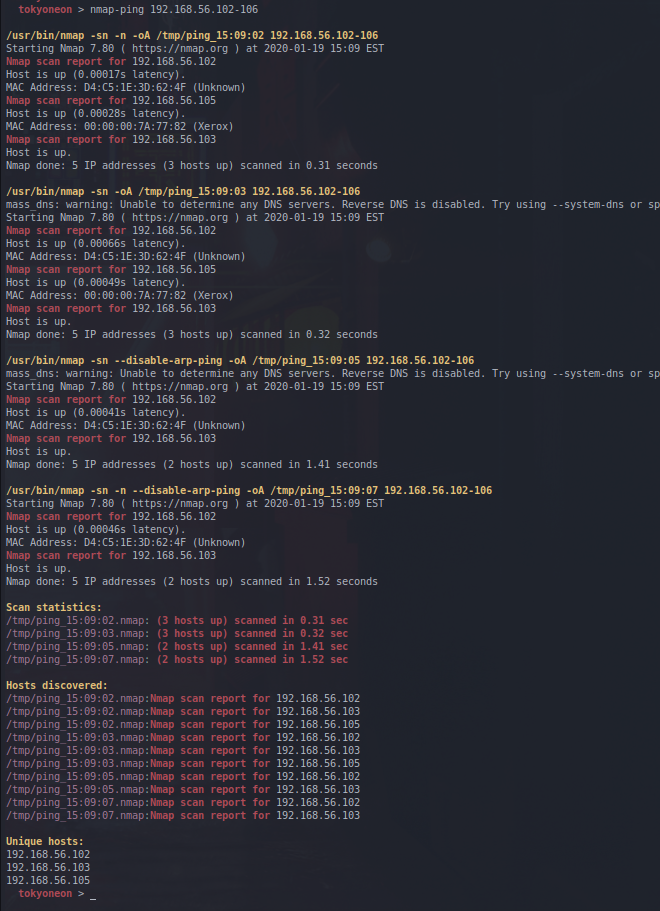 tokyoneon > nmap-ping 192.168.56.102-106
/usr/bin/nmap -sn -n -oA /tmp/ping_15:09:02 192.168.56.102-106
Starting Nmap 7.80 ( https://nmap.org ) at 2020-01-19 15:09 EST
Nmap scan report for 192.168.56.102
Host is up (0.00017s latency).
MAC Address: D4:C5:1E:3D:62:4F (Unknown)
Nmap scan report for 192.168.56.105
Host is up (0.00028s latency).
MAC Address: 00:00:00:7A:77:82 (Xerox)
Nmap scan report for 192.168.56.103
Host is up.
Nmap done: 5 IP addresses (3 hosts up) scanned in 0.31 seconds
/usr/bin/nmap -sn -oA /tmp/ping_15:09:03 192.168.56.102-106
mass_dns: warning: Unable to determine any DNS servers. Reverse DNS is disabled. Try using --system-dns or sp
Starting Nmap 7.80 ( https://nmap.org ) at 2020-01-19 15:09 EST
Nmap scan report for 192.168.56.102
Host is up (0.00066s latency).
MAC Address: D4:C5:1E:3D:62:4F (Unknown)
Nmap scan report for 192.168.56.105
Host is up (0.00049s latency).
MAC Address: 00:00:00:7A:77:82 (Xerox)
Nmap scan report for 192.168.56.103
Host is up.
Nmap done: 5 IP addresses (3 hosts up) scanned in 0.32 seconds
/usr/bin/nmap -sn --disable-arp-ping -oA /tmp/ping_15:09:05 192.168.56.102-106
mass_dns: warning: Unable to determine any DNS servers. Reverse DNS is disabled. Try using --system-dns or sp
Starting Nmap 7.80 ( https://nmap.org ) at 2020-01-19 15:09 EST
Nmap scan report for 192.168.56.102
Host is up (0.00041s latency).
MAC Address: D4:C5:1E:3D:62:4F (Unknown)
Nmap scan report for 192.168.56.103
Host is up.
Nmap done: 5 IP addresses (2 hosts up) scanned in 1.41 seconds
/usr/bin/nmap -sn -n --disable-arp-ping -oA /tmp/ping_15:09:07 192.168.56.102-106
Starting Nmap 7.80 ( https://nmap.org ) at 2020-01-19 15:09 EST
Nmap scan report for 192.168.56.102
Host is up (0.00046s latency).
MAC Address: D4:C5:1E:3D:62:4F (Unknown)
Nmap scan report for 192.168.56.103
Host is up.
Nmap done: 5 IP addresses (2 hosts up) scanned in 1.52 seconds
Scan statistics:
/tmp/ping_15:09:02.nmap: (3 hosts up) scanned in 0.31 sec
/tmp/ping_15:09:03.nmap: (3 hosts up) scanned in 0.32 sec
/tmp/ping_15:09:05.nmap: (2 hosts up) scanned in 1.41 sec
/tmp/ping_15:09:07.nmap: (2 hosts up) scanned in 1.52 sec
Hosts discovered:
/tmp/ping_15:09:02.nmap:Nmap scan report for 192.168.56.102
/tmp/ping_15:09:02.nmap:Nmap scan report for 192.168.56.103
/tmp/ping_15:09:02.nmap:Nmap scan report for 192.168.56.105
/tmp/ping_15:09:03.nmap:Nmap scan report for 192.168.56.102
/tmp/ping_15:09:03.nmap:Nmap scan report for 192.168.56.103
/tmp/ping_15:09:03.nmap:Nmap scan report for 192.168.56.105
/tmp/ping_15:09:05.nmap:Nmap scan report for 192.168.56.102
/tmp/ping_15:09:05.nmap:Nmap scan report for 192.168.56.103
/tmp/ping_15:09:07.nmap:Nmap scan report for 192.168.56.102
/tmp/ping_15:09:07.nmap:Nmap scan report for 192.168.56.103
Unique hosts:
192.168.56.102
192.168.56.103
192.168.56.105
tokyoneon > _